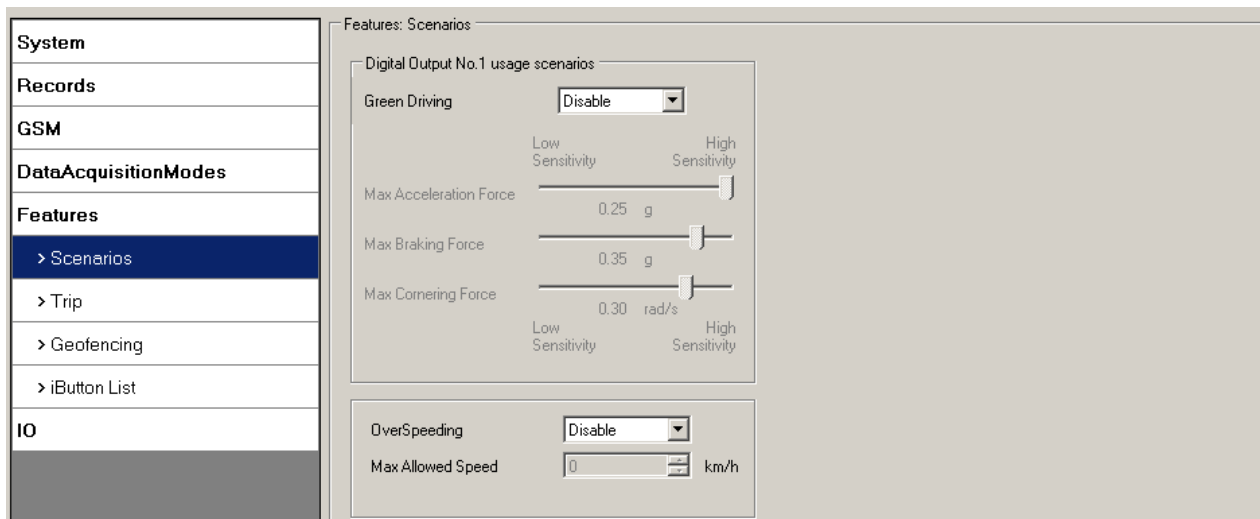 System
Records
GSM
DataAcquisitionModes
Features
> Scenarios
> Trip
> Geofencing
> iButton List
IO
Features: Scenarios
Digital Output No.1 usage scenarios
Green Driving Disable
Low Sensitivity High Sensitivity
Max Acceleration Force
0.25 g
Max Braking Force
0.35 g
Max Cornering Force
0.30 rad/s
Low Sensitivity High Sensitivity
OverSpeeding Disable
Max Allowed Speed 0 km/h